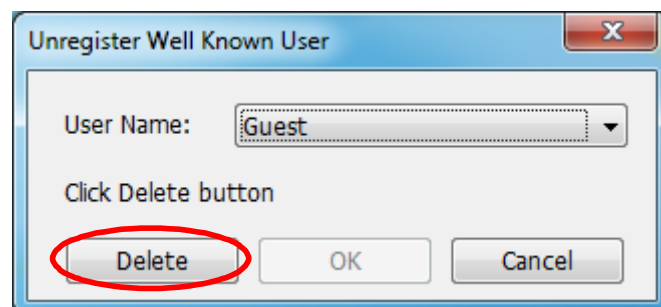 Unregister Well Known User
User Name: Guest
Click Delete button
Delete OK Cancel